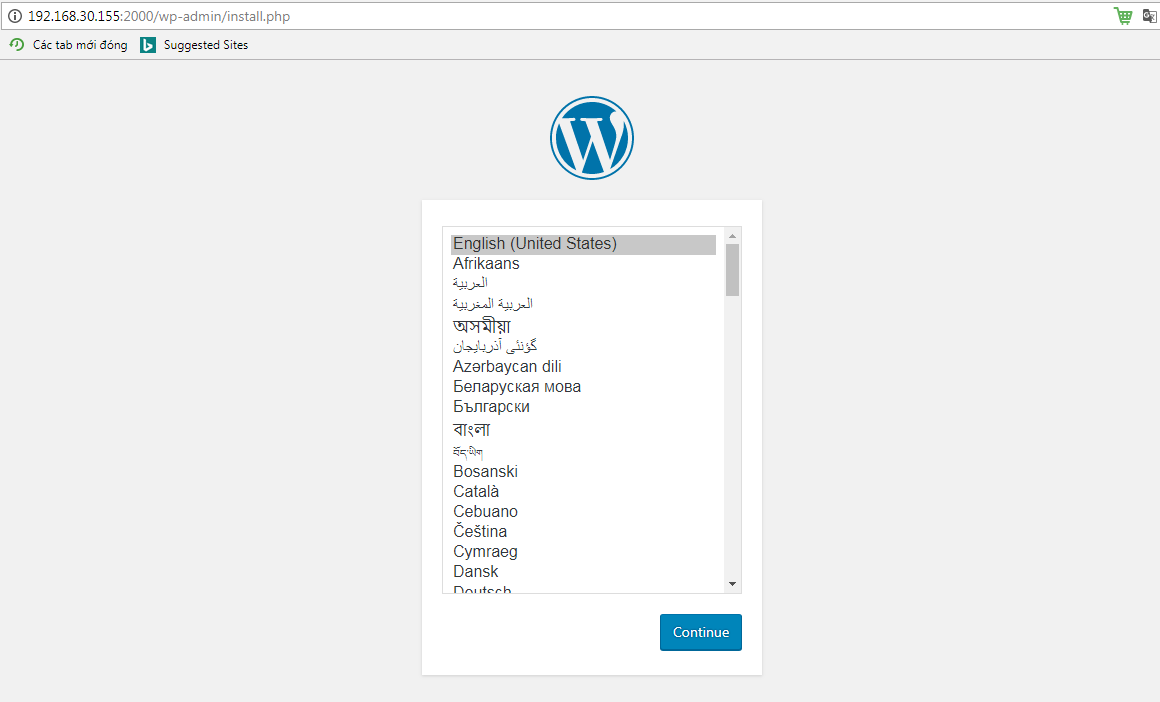 192.168.30.155:2000/wp-admin/install.php
Các tab mới đóng Suggested Sites
English (United States)
Afrikaans
العربية
العربية المغربية
অসমীয়া
گؤنئی آذربایجان
Azərbaycan dili
Беларуская мова
Български
বাংলা
བོད་ཡིག
Bosanski
Català
Cebuano
Čeština
Cymraeg
Dansk
Deutsch
Continue